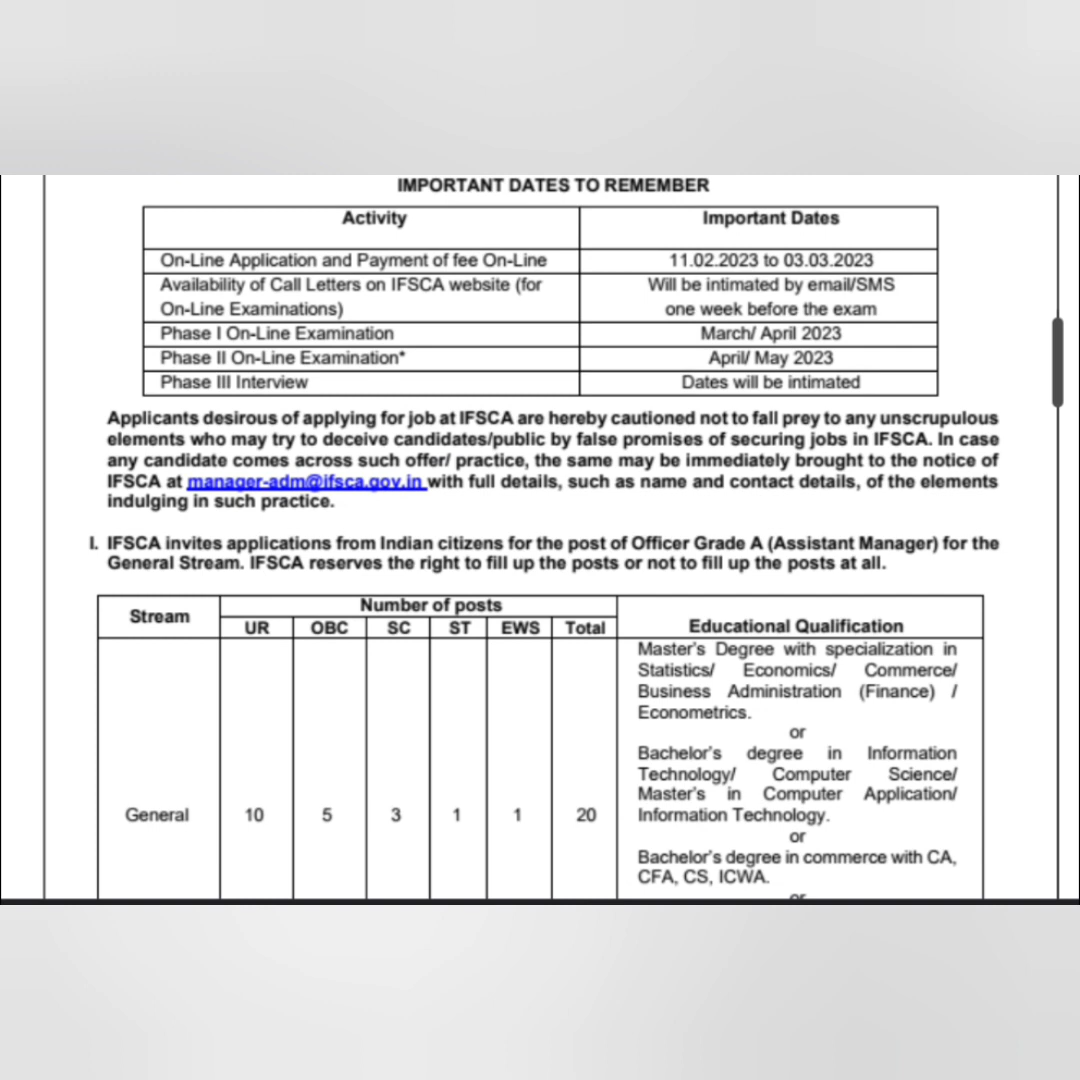 IMPORTANT DATES TO REMEMBER
Activity Important Dates
On-Line Application and Payment of fee On-Line 11.02.2023 to 03.03.2023
Availability of Call Letters on IFSCA website (for Will be intimated by email/SMS
On-Line Examinations) one week before the exam
Phase I On-Line Examination March/ April 2023
Phase II On-Line Examination* April/ May 2023
Phase III Interview Dates will be intimated
Applicants desirous of applying for job at IFSCA are hereby cautioned not to fall prey to any unscrupulous
elements who may try to deceive candidates/public by false promises of securing jobs in IFSCA. In case
any candidate comes across such offer/ practice, the same may be immediately brought to the notice of
IFSCA at manager-adm@ifsca.gov.in with full details, such as name and contact details, of the elements
indulging in such practice.
I. IFSCA invites applications from Indian citizens for the post of Officer Grade A (Assistant Manager) for the
General Stream. IFSCA reserves the right to fill up the posts or not to fill up the posts at all.
Stream Number of posts Educational Qualification
UR OBC SC ST EWS Total
Master's Degree with specialization in
Statistics/ Economics/ Commerce/
Business Administration (Finance) /
Econometrics.
or
Bachelor's degree in Information
Technology/ Computer Science/
Master's in Computer Application/
General 10 5 3 1 1 20 Information Technology.
or
Bachelor's degree in commerce with CA,
CFA, CS, ICWA.
or